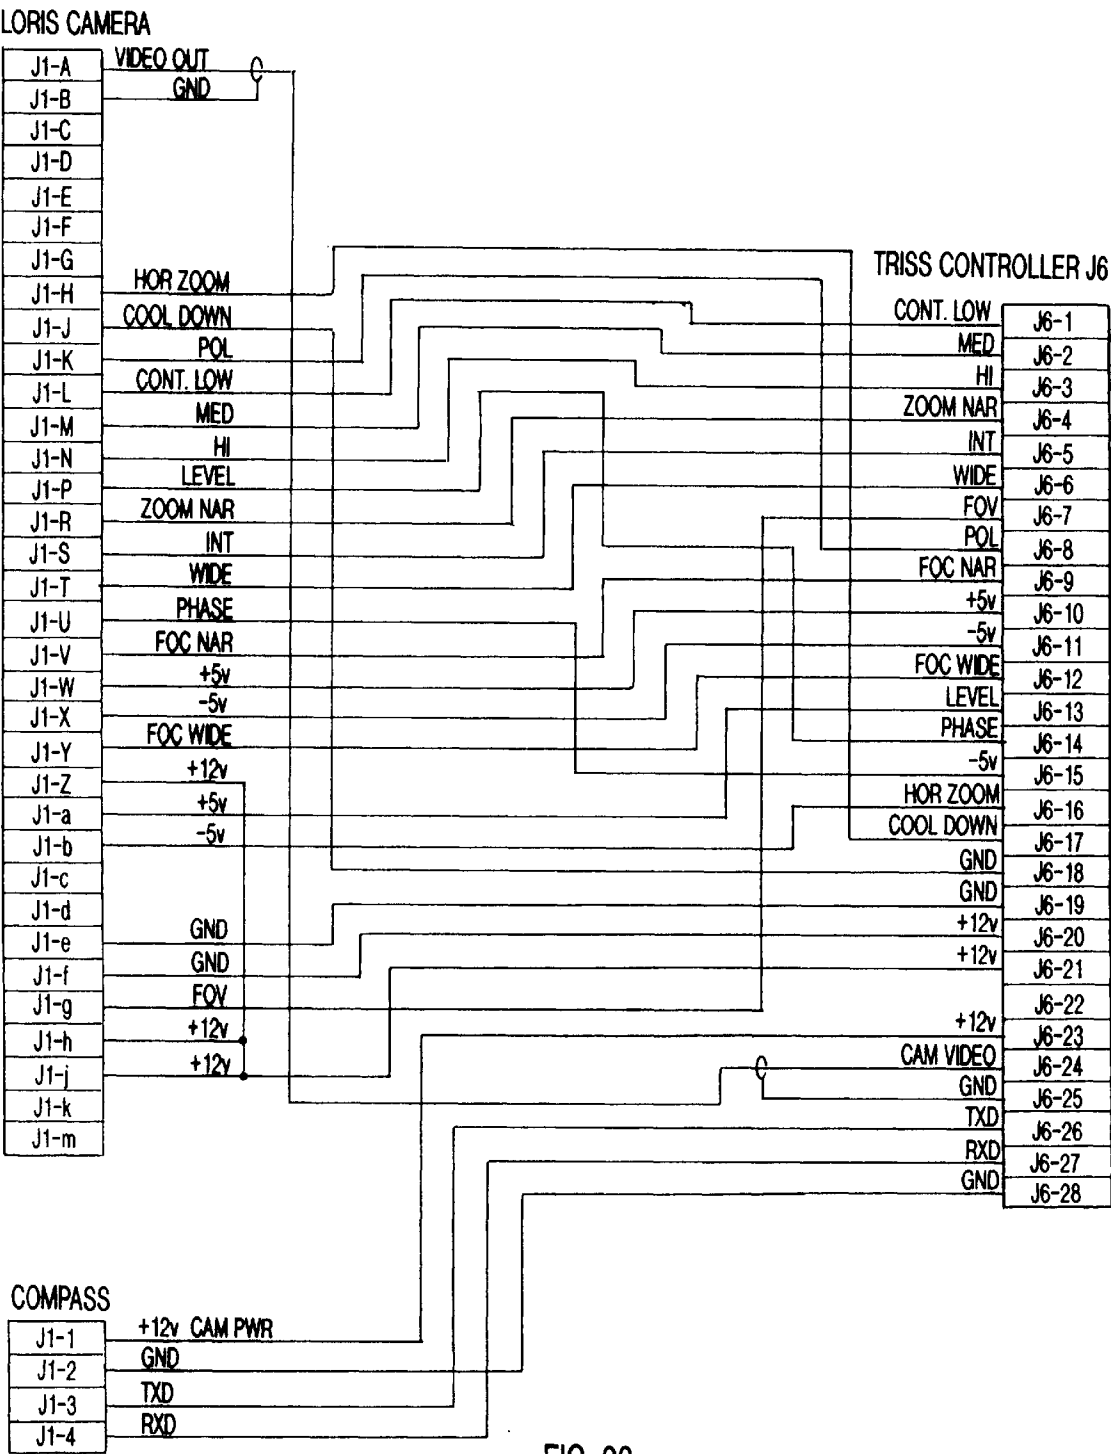 LORIS CAMERA
J1-A VIDEO OUT
J1-B GND
J1-C
J1-D
J1-E
J1-F
J1-G
J1-H HOR ZOOM
J1-J COOL DOWN
J1-K POL
J1-L CONT. LOW
J1-M MED
J1-N HI
J1-P LEVEL
J1-R ZOOM NAR
J1-S INT
J1-T WIDE
J1-U PHASE
J1-V FOC NAR
J1-W +5v
J1-X -5v
J1-Y FOC WIDE
J1-Z +12v
J1-a +5v
J1-b -5v
J1-c
J1-d
J1-e GND
J1-f GND
J1-g FOV
J1-h +12v
J1-j +12v
J1-k
J1-m
TRISS CONTROLLER J6
CONT. LOW J6-1
MED J6-2
HI J6-3
ZOOM NAR J6-4
INT J6-5
WIDE J6-6
FOV J6-7
POL J6-8
FOC NAR J6-9
+5v J6-10
-5v J6-11
FOC WIDE J6-12
LEVEL J6-13
PHASE J6-14
-5v J6-15
HOR ZOOM J6-16
COOL DOWN J6-17
GND J6-18
GND J6-19
+12v J6-20
+12v J6-21
J6-22
+12v J6-23
CAM VIDEO J6-24
GND J6-25
TXD J6-26
RXD J6-27
GND J6-28
COMPASS
J1-1 +12v CAM PWR
J1-2 GND
J1-3 TXD
J1-4 RXD